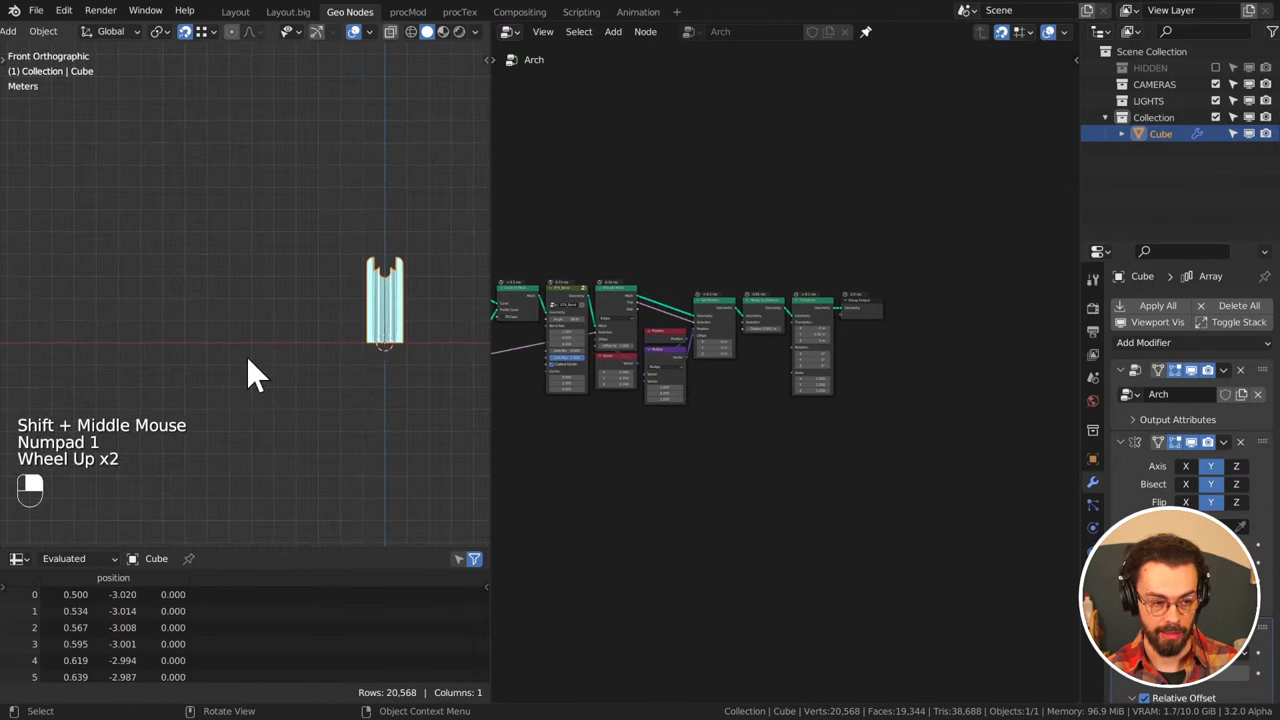 File Edit Render Window Help Layout Layout.big Geo Nodes procMod procTex Compositing Scripting Animation + Scene View Layer
Add Object Global View Select Add Node Arch
Front Orthographic
(1) Collection | Cube
Meters
Arch
Scene Collection
HIDDEN
CAMERAS
LIGHTS
Collection
Cube
Cube Array
Apply All Delete All
Viewport Vi Toggle Stack
Add Modifier
Arch
Output Attributes
Axis X Y Z
Bisect X Y Z
Flip X Y Z
Relative Offset
Shift + Middle Mouse
Numpad 1
Wheel Up x2
Evaluated Cube
position
0 0.500 -3.020 0.000
1 0.534 -3.014 0.000
2 0.567 -3.008 0.000
3 0.595 -3.001 0.000
4 0.619 -2.994 0.000
5 0.639 -2.987 0.000
Rows: 20,568 | Columns: 1
Select Rotate View Object Context Menu Collection | Cube | Verts:20,568 | Faces:19,344 | Tris:38,688 | Objects:1/1 | Memory: 96.9 MiB | VRAM: 1.7/10.0 GiB | 3.2.0 Alpha